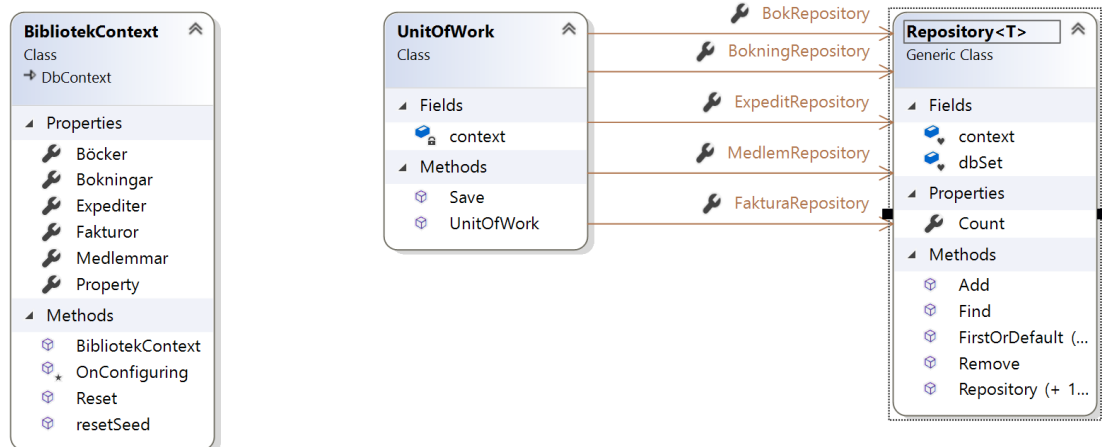 BibliotekContext
Class
DbContext
Properties
Böcker
Bokningar
Expediter
Fakturor
Medlemmar
Property
Methods
BibliotekContext
OnConfiguring
Reset
resetSeed
UnitOfWork
Class
Fields
context
Methods
Save
UnitOfWork
BokRepository
BokningRepository
ExpeditRepository
MedlemRepository
FakturaRepository
Repository<T>
Generic Class
Fields
context
dbSet
Properties
Count
Methods
Add
Find
FirstOrDefault (...
Remove
Repository (+ 1...